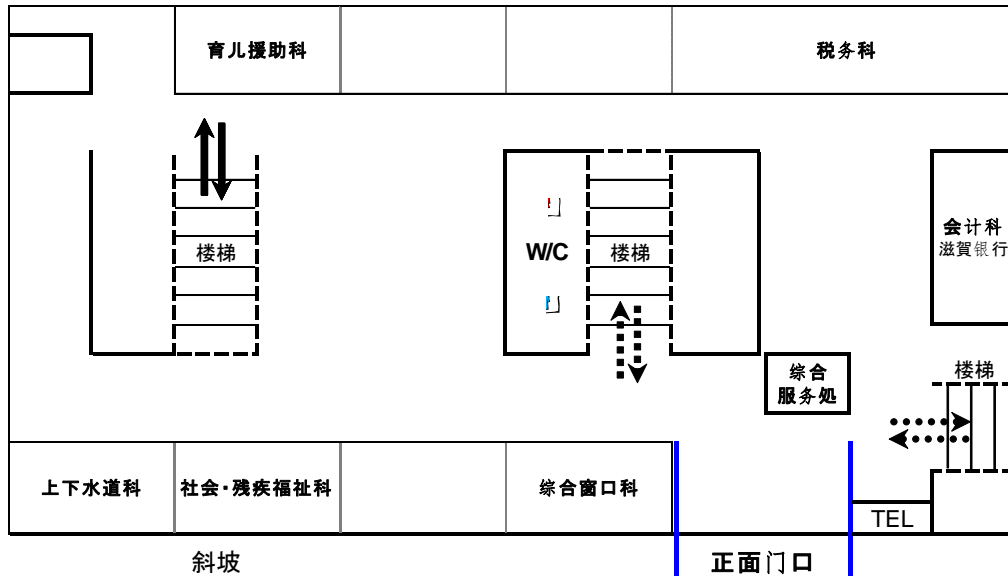 育儿援助科
税务科
楼梯
W/C
楼梯
会计科
滋賀银行
综合
服务処
楼梯
上下水道科
社会·残疾福祉科
综合窗口科
TEL
斜坡
正面门口